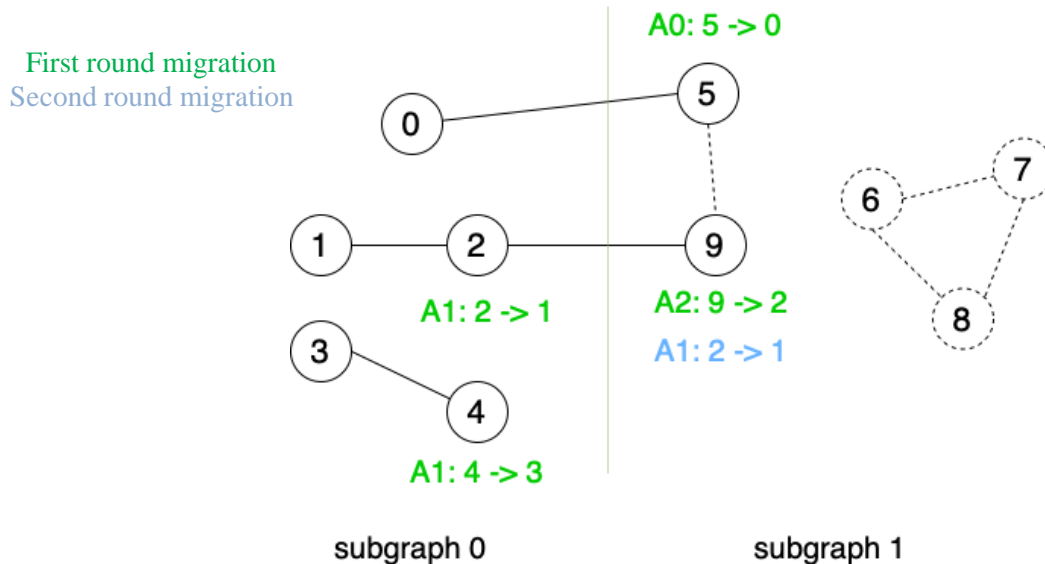 A0: 5 -> 0
First round migration
Second round migration
5
0
7
6
1
2
9
A1: 2 -> 1
A2: 9 -> 2
8
3
A1: 2 -> 1
4
A1: 4 -> 3
subgraph 0
subgraph 1